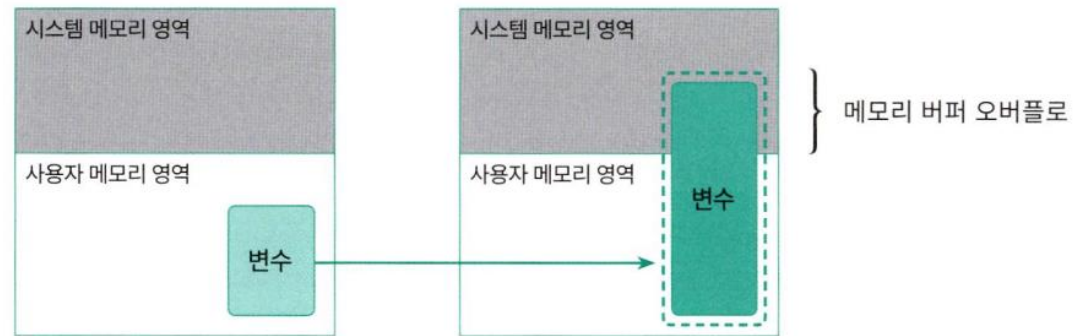 시스템 메모리 영역
사용자 메모리 영역
변수
시스템 메모리 영역
사용자 메모리 영역
변수
메모리 버퍼 오버플로